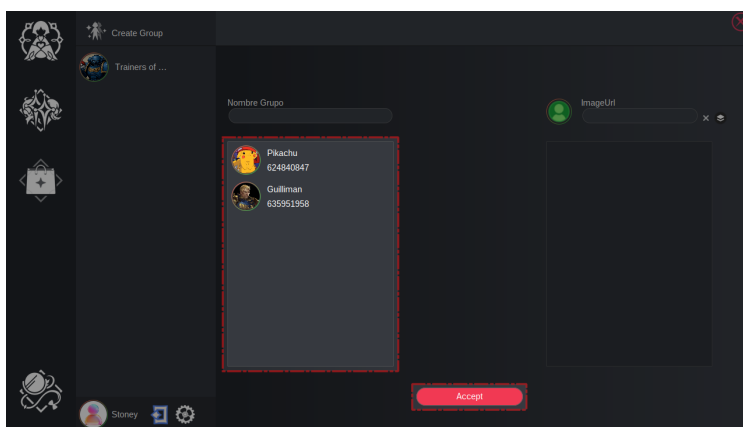 Create Group
Trainers of ...
Nombre Grupo
ImageUrl
Pikachu
624840847
Guilliman
635951958
Accept
Stoney